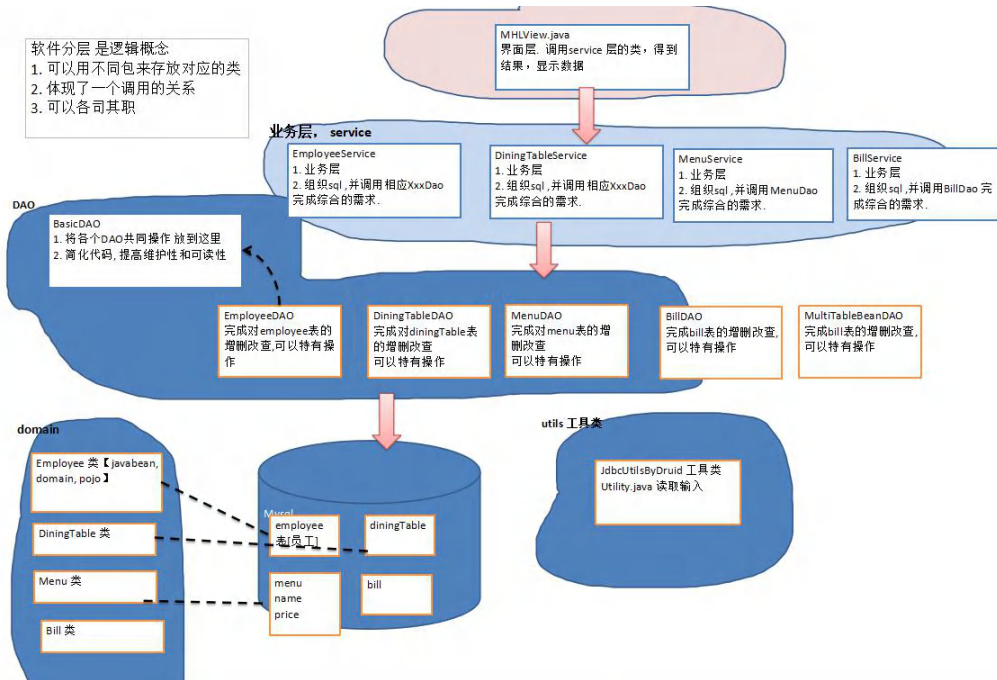 软件分层 是逻辑概念
1. 可以用不同包来存放对应的类
2. 体现了一个调用的关系
3. 可以各司其职
MHLView.java
界面层. 调用service 层的类, 得到
结果, 显示数据
业务层, service
EmployeeService
1. 业务层
2. 组织sql ,并调用相应XxxDao
完成综合的需求.
DiningTableService
1. 业务层
2. 组织sql ,并调用相应XxxDao
完成综合的需求.
MenuService
1. 业务层
2. 组织sql ,并调用MenuDao
完成综合的需求.
BillService
1. 业务层
2. 组织sql ,并调用BillDao 完
成综合的需求.
DAO
BasicDAO
1. 将各个DAO共同操作 放到这里
2. 简化代码, 提高维护性和可读性
EmployeeDAO
完成对employee表的
增删改查,可以特有操
作
DiningTableDAO
完成对diningTable表
的增删改查
可以特有操作
MenuDAO
完成对menu表的增
删改查
可以特有操作
BillDAO
完成bill表的增删改查,
可以特有操作
MultiTableBeanDAO
完成bill表的增删改查,
可以特有操作
domain
Employee 类【javabean,
domain, pojo】
DiningTable 类
Menu 类
Bill 类
Mysql
employee
表[员工]
diningTable
menu
name
price
bill
utils 工具类
JdbcUtilsByDruid 工具类
Utility.java 读取输入